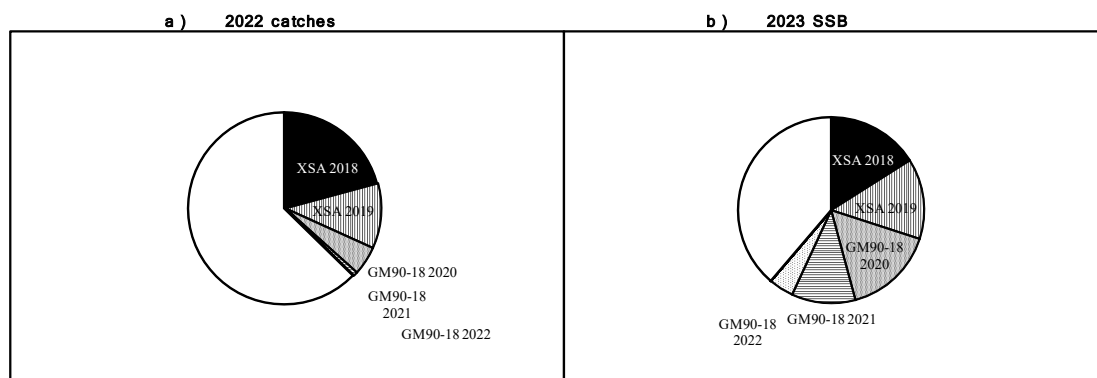 a ) 2022 catches
XSA 2018
XSA 2019
GM90-18 2020
GM90-18
2021
GM90-18 2022
b ) 2023 SSB
XSA 2018
XSA 2019
GM90-18
2020
GM90-18 2021
GM90-18
2022